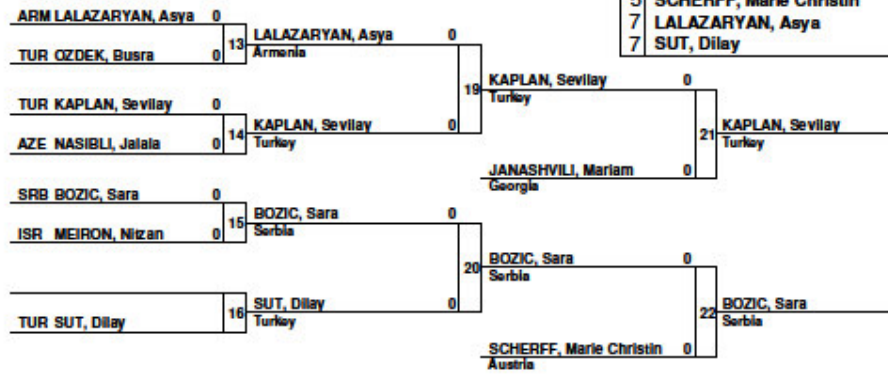 5 SCHERFF, Marie Christin
7 LALAZARYAN, Asya
7 SUT, Dilay
ARM LALAZARYAN, Asya 0
TUR OZDEK, Busra 0
13
LALAZARYAN, Asya 0
Armenia
TUR KAPLAN, Sevilay 0
AZE NASIBLI, Jalala 0
14
KAPLAN, Sevilay 0
Turkey
19
KAPLAN, Sevilay 0
Turkey
JANASHVILI, Mariam 0
Georgia
21
KAPLAN, Sevilay
Turkey
SRB BOZIC, Sara 0
ISR MEIRON, Nitzan 0
15
BOZIC, Sara 0
Serbia
TUR SUT, Dilay
16
SUT, Dilay 0
Turkey
20
BOZIC, Sara 0
Serbia
SCHERFF, Marie Christin 0
Austria
22
BOZIC, Sara
Serbia